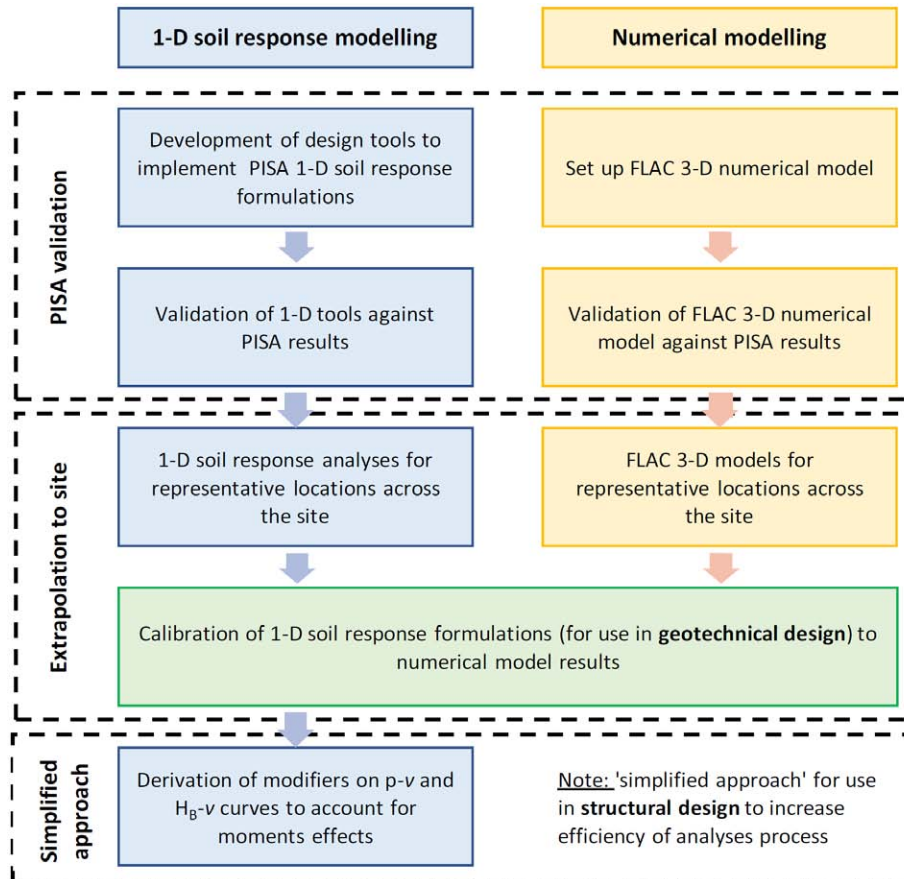 1-D soil response modelling
Numerical modelling
PISA validation
Development of design tools to
implement PISA 1-D soil response
formulations
Set up FLAC 3-D numerical model
Validation of 1-D tools against
PISA results
Validation of FLAC 3-D numerical
model against PISA results
Extrapolation to site
1-D soil response analyses for
representative locations across
the site
FLAC 3-D models for
representative locations across
the site
Calibration of 1-D soil response formulations (for use in geotechnical design) to
numerical model results
Simplified
approach
Derivation of modifiers on p-v and
H_B-v curves to account for
moments effects
Note: 'simplified approach' for use
in structural design to increase
efficiency of analyses process